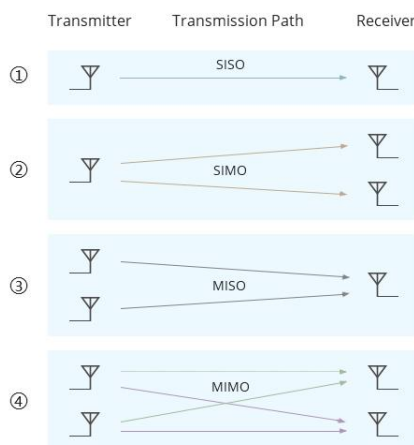 Transmitter Transmission Path Receiver
① SISO
② SIMO
③ MISO
④ MIMO